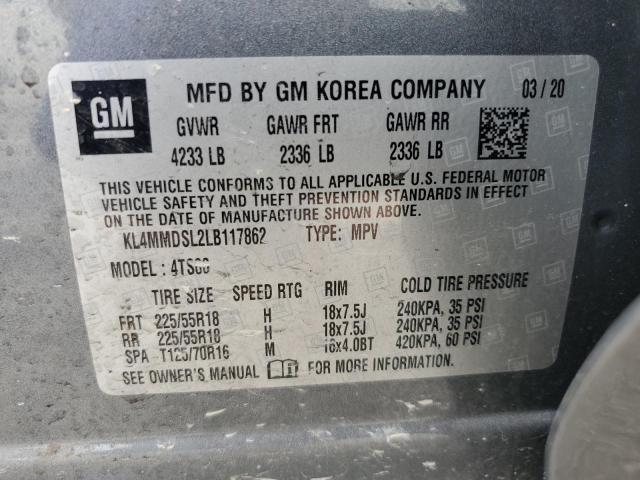 GM
MFD BY GM KOREA COMPANY 03 / 20
GVWR GAWR FRT GAWR RR
4233 LB 2336 LB 2336 LB
THIS VEHICLE CONFORMS TO ALL APPLICABLE U.S. FEDERAL MOTOR
VEHICLE SAFETY AND THEFT PREVENTION STANDARDS IN EFFECT
ON THE DATE OF MANUFACTURE SHOWN ABOVE.
KL4MMDSL2LB117862 TYPE: MPV
MODEL :
TIRE SIZE SPEED RTG RIM COLD TIRE PRESSURE
FRT 225/55R18 H 18x7.5J 240KPA, 35 PSI
RR 225/55R18 H 18x7.5J 240KPA, 35 PSI
SPA T125/70R16 M 16x4.0BT 420KPA, 60 PSI
SEE OWNER'S MANUAL FOR MORE INFORMATION.